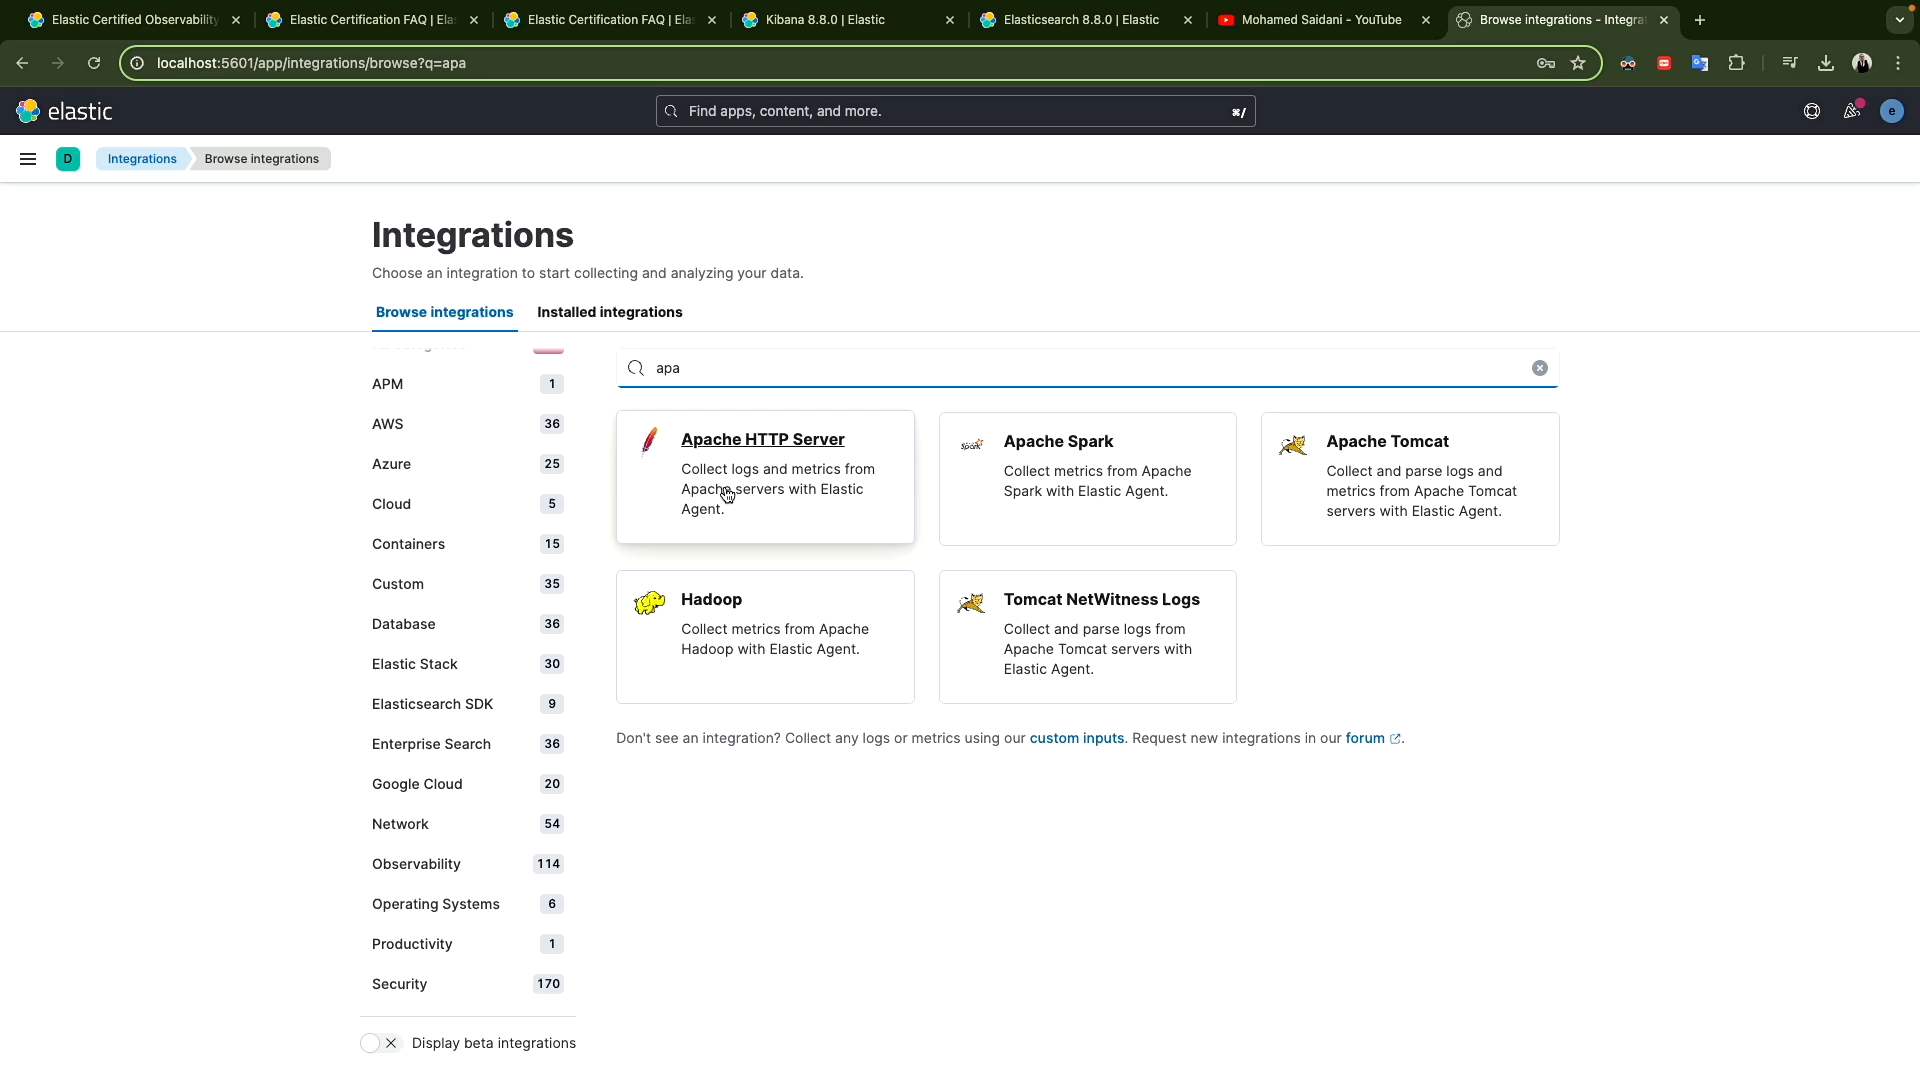 Elastic Certified Observability
Elastic Certification FAQ | Ela
Elastic Certification FAQ | Ela
Kibana 8.8.0 | Elastic
Elasticsearch 8.8.0 | Elastic
Mohamed Saidani - YouTube
Browse integrations - Integra
localhost:5601/app/integrations/browse?q=apa
elastic
Find apps, content, and more.
⌘/
e
D
Integrations
Browse integrations
Integrations
Choose an integration to start collecting and analyzing your data.
Browse integrations
Installed integrations
apa
APM 1
AWS 36
Azure 25
Cloud 5
Containers 15
Custom 35
Database 36
Elastic Stack 30
Elasticsearch SDK 9
Enterprise Search 36
Google Cloud 20
Network 54
Observability 114
Operating Systems 6
Productivity 1
Security 170
Display beta integrations
Apache HTTP Server
Collect logs and metrics from
Apache servers with Elastic
Agent.
Spark
Apache Spark
Collect metrics from Apache
Spark with Elastic Agent.
Apache Tomcat
Collect and parse logs and
metrics from Apache Tomcat
servers with Elastic Agent.
Hadoop
Collect metrics from Apache
Hadoop with Elastic Agent.
Tomcat NetWitness Logs
Collect and parse logs from
Apache Tomcat servers with
Elastic Agent.
Don't see an integration? Collect any logs or metrics using our custom inputs. Request new integrations in our forum.